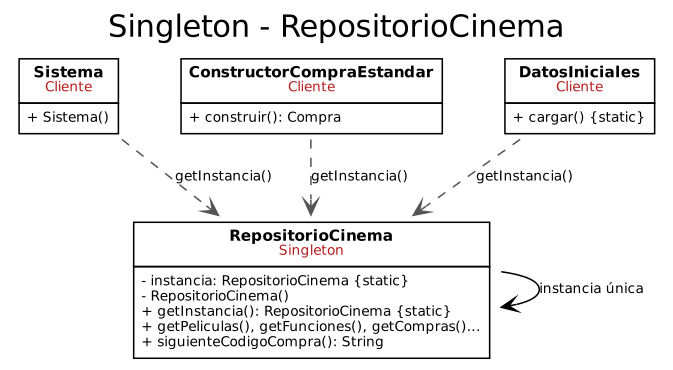 Singleton - RepositorioCinema
Sistema
Cliente
+ Sistema()
ConstructorCompraEstandar
Cliente
+ construir(): Compra
DatosIniciales
Cliente
+ cargar() {static}
getInstancia()
getInstancia()
getInstancia()
RepositorioCinema
Singleton
- instancia: RepositorioCinema {static}
- RepositorioCinema()
+ getInstancia(): RepositorioCinema {static}
+ getPeliculas(), getFunciones(), getCompras()...
+ siguienteCodigoCompra(): String
instancia única